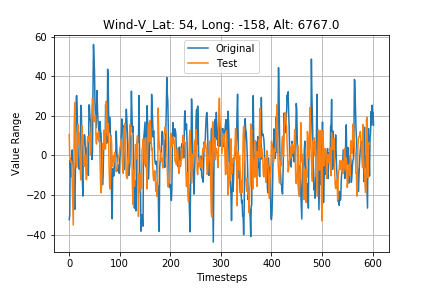 Wind-V_Lat: 54, Long: -158, Alt: 6767.0
Original
Test
Value Range
60
40
20
0
−20
−40
0 100 200 300 400 500 600
Timesteps